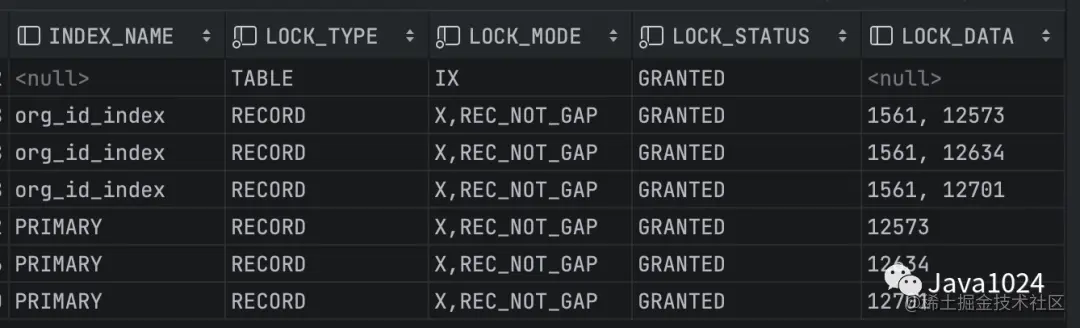 INDEX_NAME LOCK_TYPE LOCK_MODE LOCK_STATUS LOCK_DATA
<null> TABLE IX GRANTED <null>
org_id_index RECORD X,REC_NOT_GAP GRANTED 1561, 12573
org_id_index RECORD X,REC_NOT_GAP GRANTED 1561, 12634
org_id_index RECORD X,REC_NOT_GAP GRANTED 1561, 12701
PRIMARY RECORD X,REC_NOT_GAP GRANTED 12573
PRIMARY RECORD X,REC_NOT_GAP GRANTED 12634
Java1024
PRIMARY RECORD X,REC_NOT_GAP GRANTED 12701
@稀土掘金技术社区